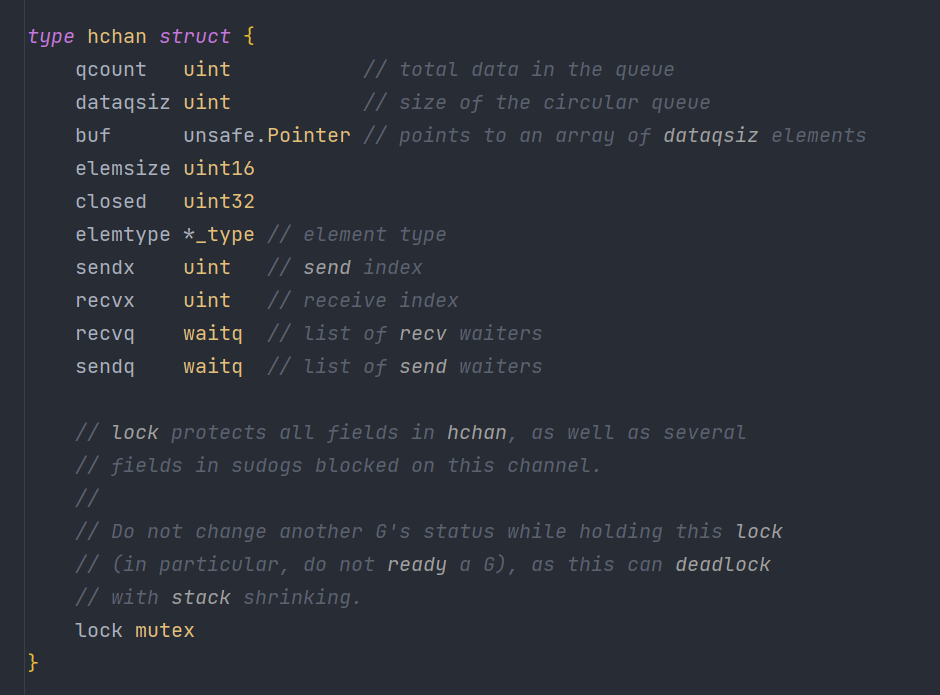 type hchan struct {
    qcount   uint           // total data in the queue
    dataqsiz uint           // size of the circular queue
    buf      unsafe.Pointer // points to an array of dataqsiz elements
    elemsize uint16
    closed   uint32
    elemtype *_type // element type
    sendx    uint   // send index
    recvx    uint   // receive index
    recvq    waitq  // list of recv waiters
    sendq    waitq  // list of send waiters

    // lock protects all fields in hchan, as well as several
    // fields in sudogs blocked on this channel.
    //
    // Do not change another G's status while holding this lock
    // (in particular, do not ready a G), as this can deadlock
    // with stack shrinking.
    lock mutex
}